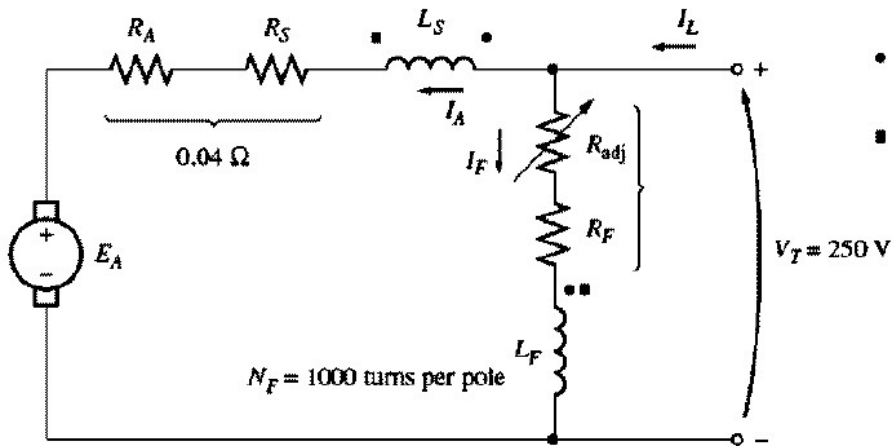 R_A
R_S
L_S
I_L
+
I_A
0.04 Ω
I_F
R_adj
R_F
+
−
E_A
V_T = 250 V
L_F
N_F = 1000 turns per pole
−